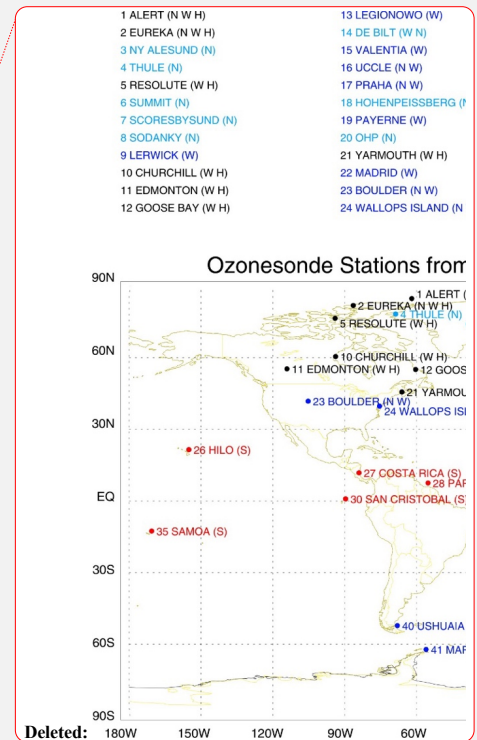 1 ALERT (N W H)
2 EUREKA (N W H)
3 NY ALESUND (N)
4 THULE (N)
5 RESOLUTE (W H)
6 SUMMIT (N)
7 SCORESBYSUND (N)
8 SODANKY (N)
9 LERWICK (W)
10 CHURCHILL (W H)
11 EDMONTON (W H)
12 GOOSE BAY (W H)
13 LEGIONOWO (W)
14 DE BILT (W N)
15 VALENTIA (W)
16 UCCLE (N W)
17 PRAHA (N W)
18 HOHENPEISSBERG (
19 PAYERNE (W)
20 OHP (N)
21 YARMOUTH (W H)
22 MADRID (W)
23 BOULDER (N W)
24 WALLOPS ISLAND (N
Ozonesonde Stations from
90N
1 ALERT (
2 EUREKA (N W H)
4 THULE (N)
5 RESOLUTE (W H)
60N
10 CHURCHILL (W H)
11 EDMONTON (W H)
12 GOOS
21 YARMOU
23 BOULDER (N W)
24 WALLOPS ISL
30N
26 HILO (S)
27 COSTA RICA (S)
28 PAR
EQ
30 SAN CRISTOBAL (S
35 SAMOA (S)
30S
40 USHUAIA
60S
41 MAR
90S
Deleted:
180W 150W 120W 90W 60W